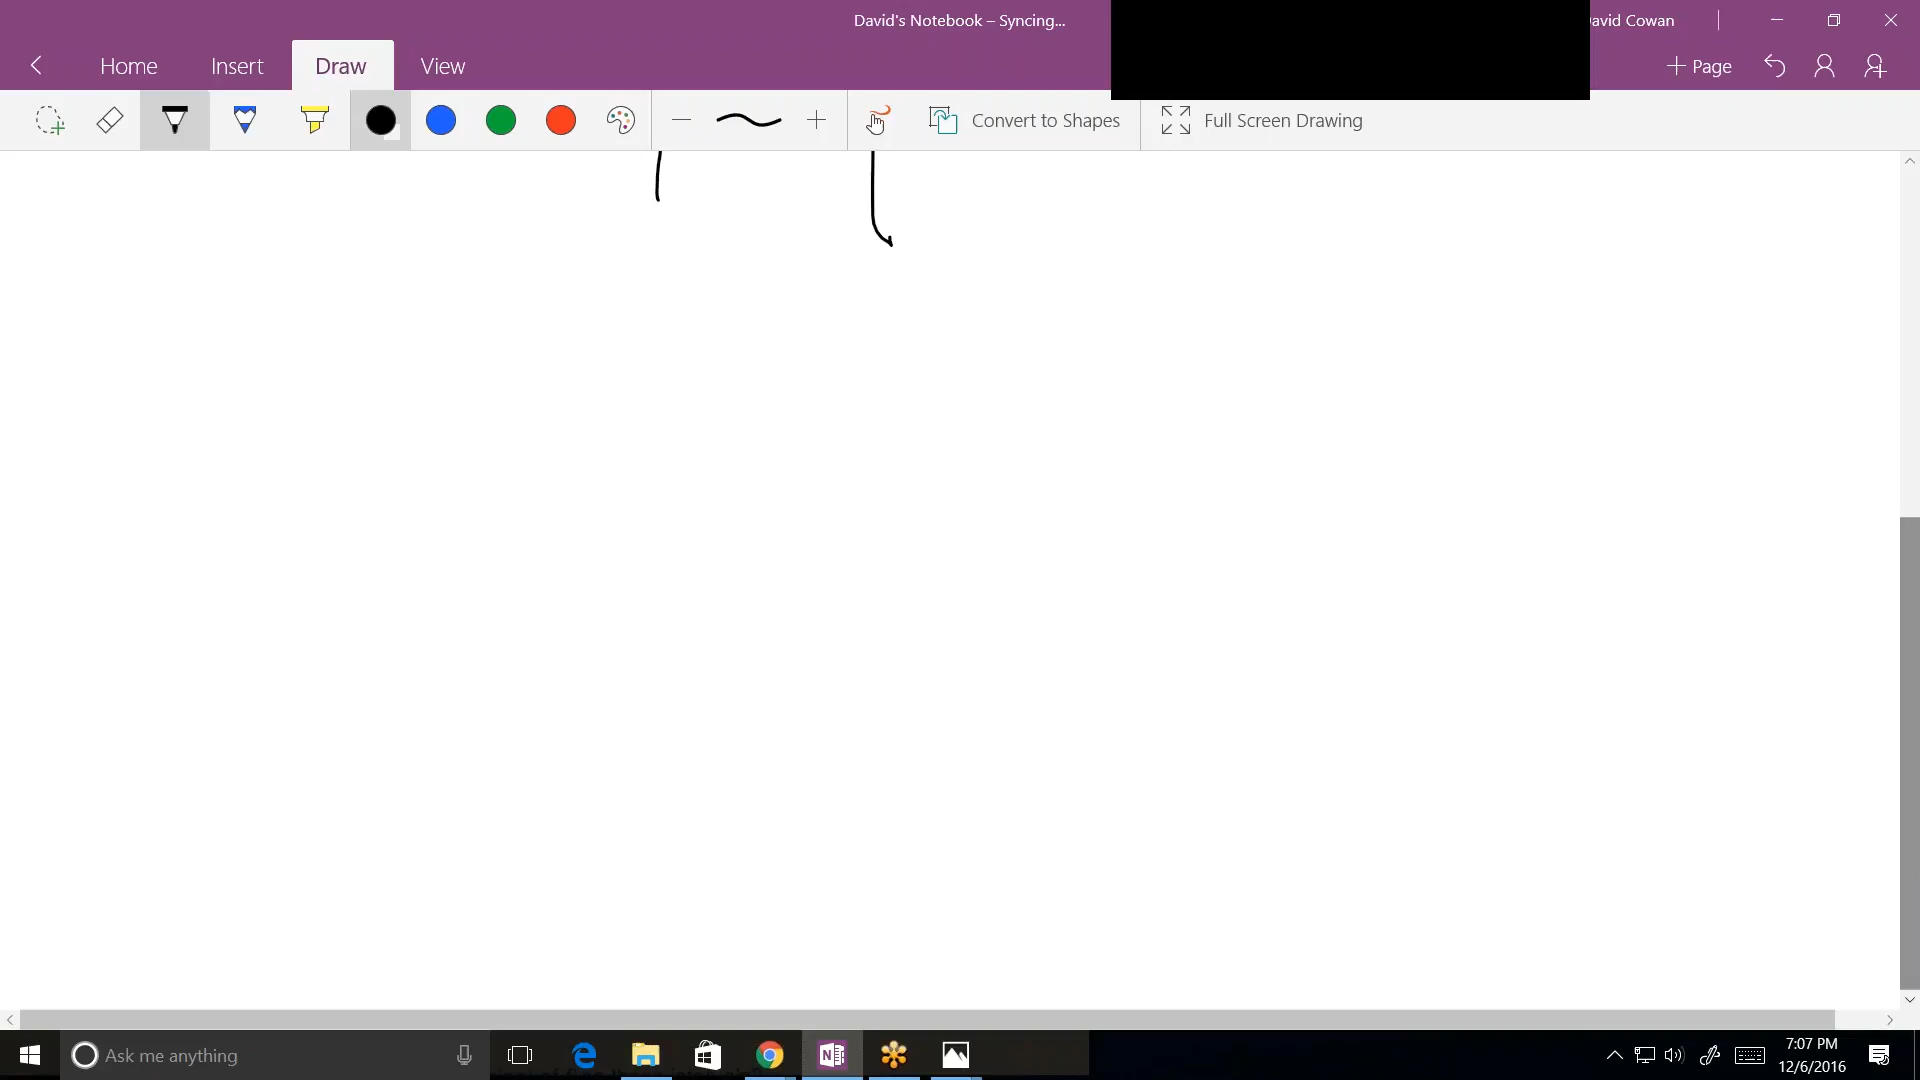 David's Notebook – Syncing...
avid Cowan
Home Insert Draw View
Page
Convert to Shapes
Full Screen Drawing
Ask me anything
N
7:07 PM
12/6/2016